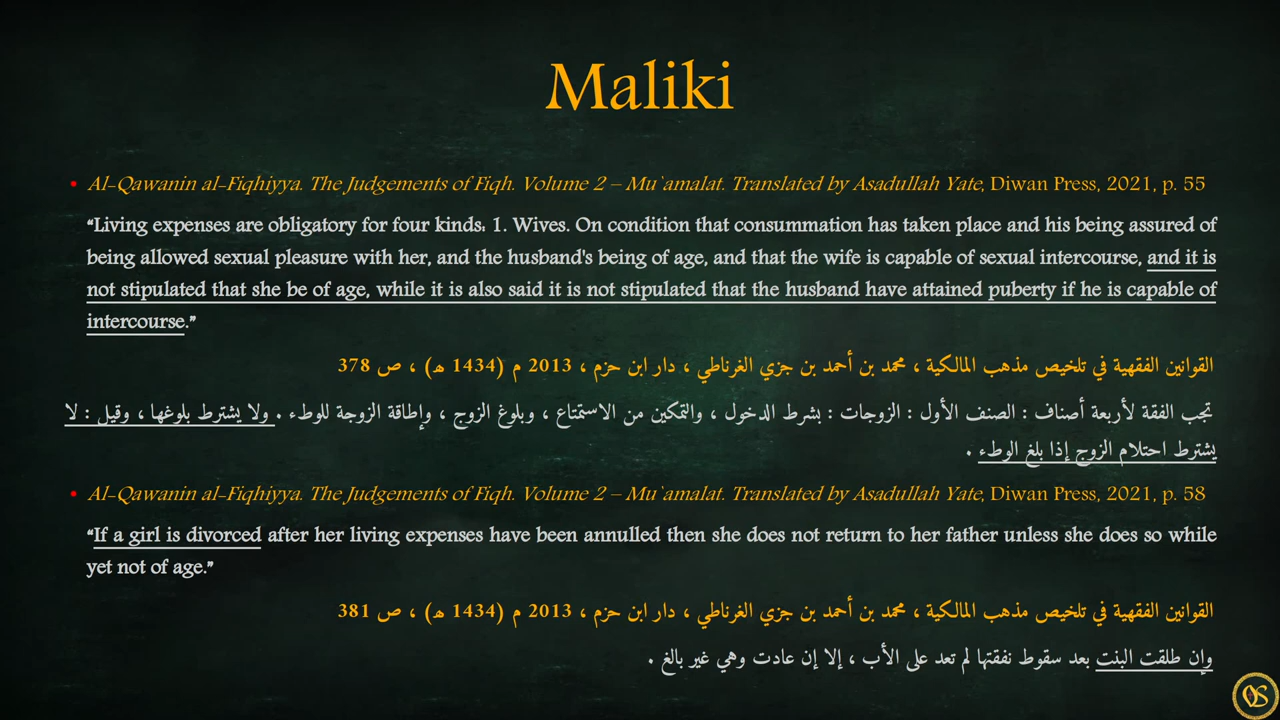 Maliki
• Al-Qawanin al-Fiqhiyya. The Judgements of Fiqh. Volume 2 – Mu`amalat. Translated by Asadullah Yate, Diwan Press, 2021, p. 55
“Living expenses are obligatory for four kinds: 1. Wives. On condition that consummation has taken place and his being assured of
being allowed sexual pleasure with her, and the husband's being of age, and that the wife is capable of sexual intercourse, and it is
not stipulated that she be of age, while it is also said it is not stipulated that the husband have attained puberty if he is capable of
intercourse.”
القوانين الفقهية في تلخيص مذهب المالكية ، محمد بن أحمد بن جزي الغرناطي ، دار ابن حزم ، 2013 م (1434 هـ) ، ص 378
تجب الفقة لأربعة أصناف : الصنف الأول : الزوجات : بشرط الدخول ، والتمكين من الاستمتاع ، وبلوغ الزوج ، وإطاقة الزوجة للوطء . ولا يشترط بلوغها ، وقيل : لا
يشترط احتلام الزوج إذا بلغ الوطء .
• Al-Qawanin al-Fiqhiyya. The Judgements of Fiqh. Volume 2 – Mu`amalat. Translated by Asadullah Yate, Diwan Press, 2021, p. 58
“If a girl is divorced after her living expenses have been annulled then she does not return to her father unless she does so while
yet not of age.”
القوانين الفقهية في تلخيص مذهب المالكية ، محمد بن أحمد بن جزي الغرناطي ، دار ابن حزم ، 2013 م (1434 هـ) ، ص 381
وإن طلقت البنت بعد سقوط نفقتها لم تعد على الأب ، إلا إن عادت وهي غير بالغ .